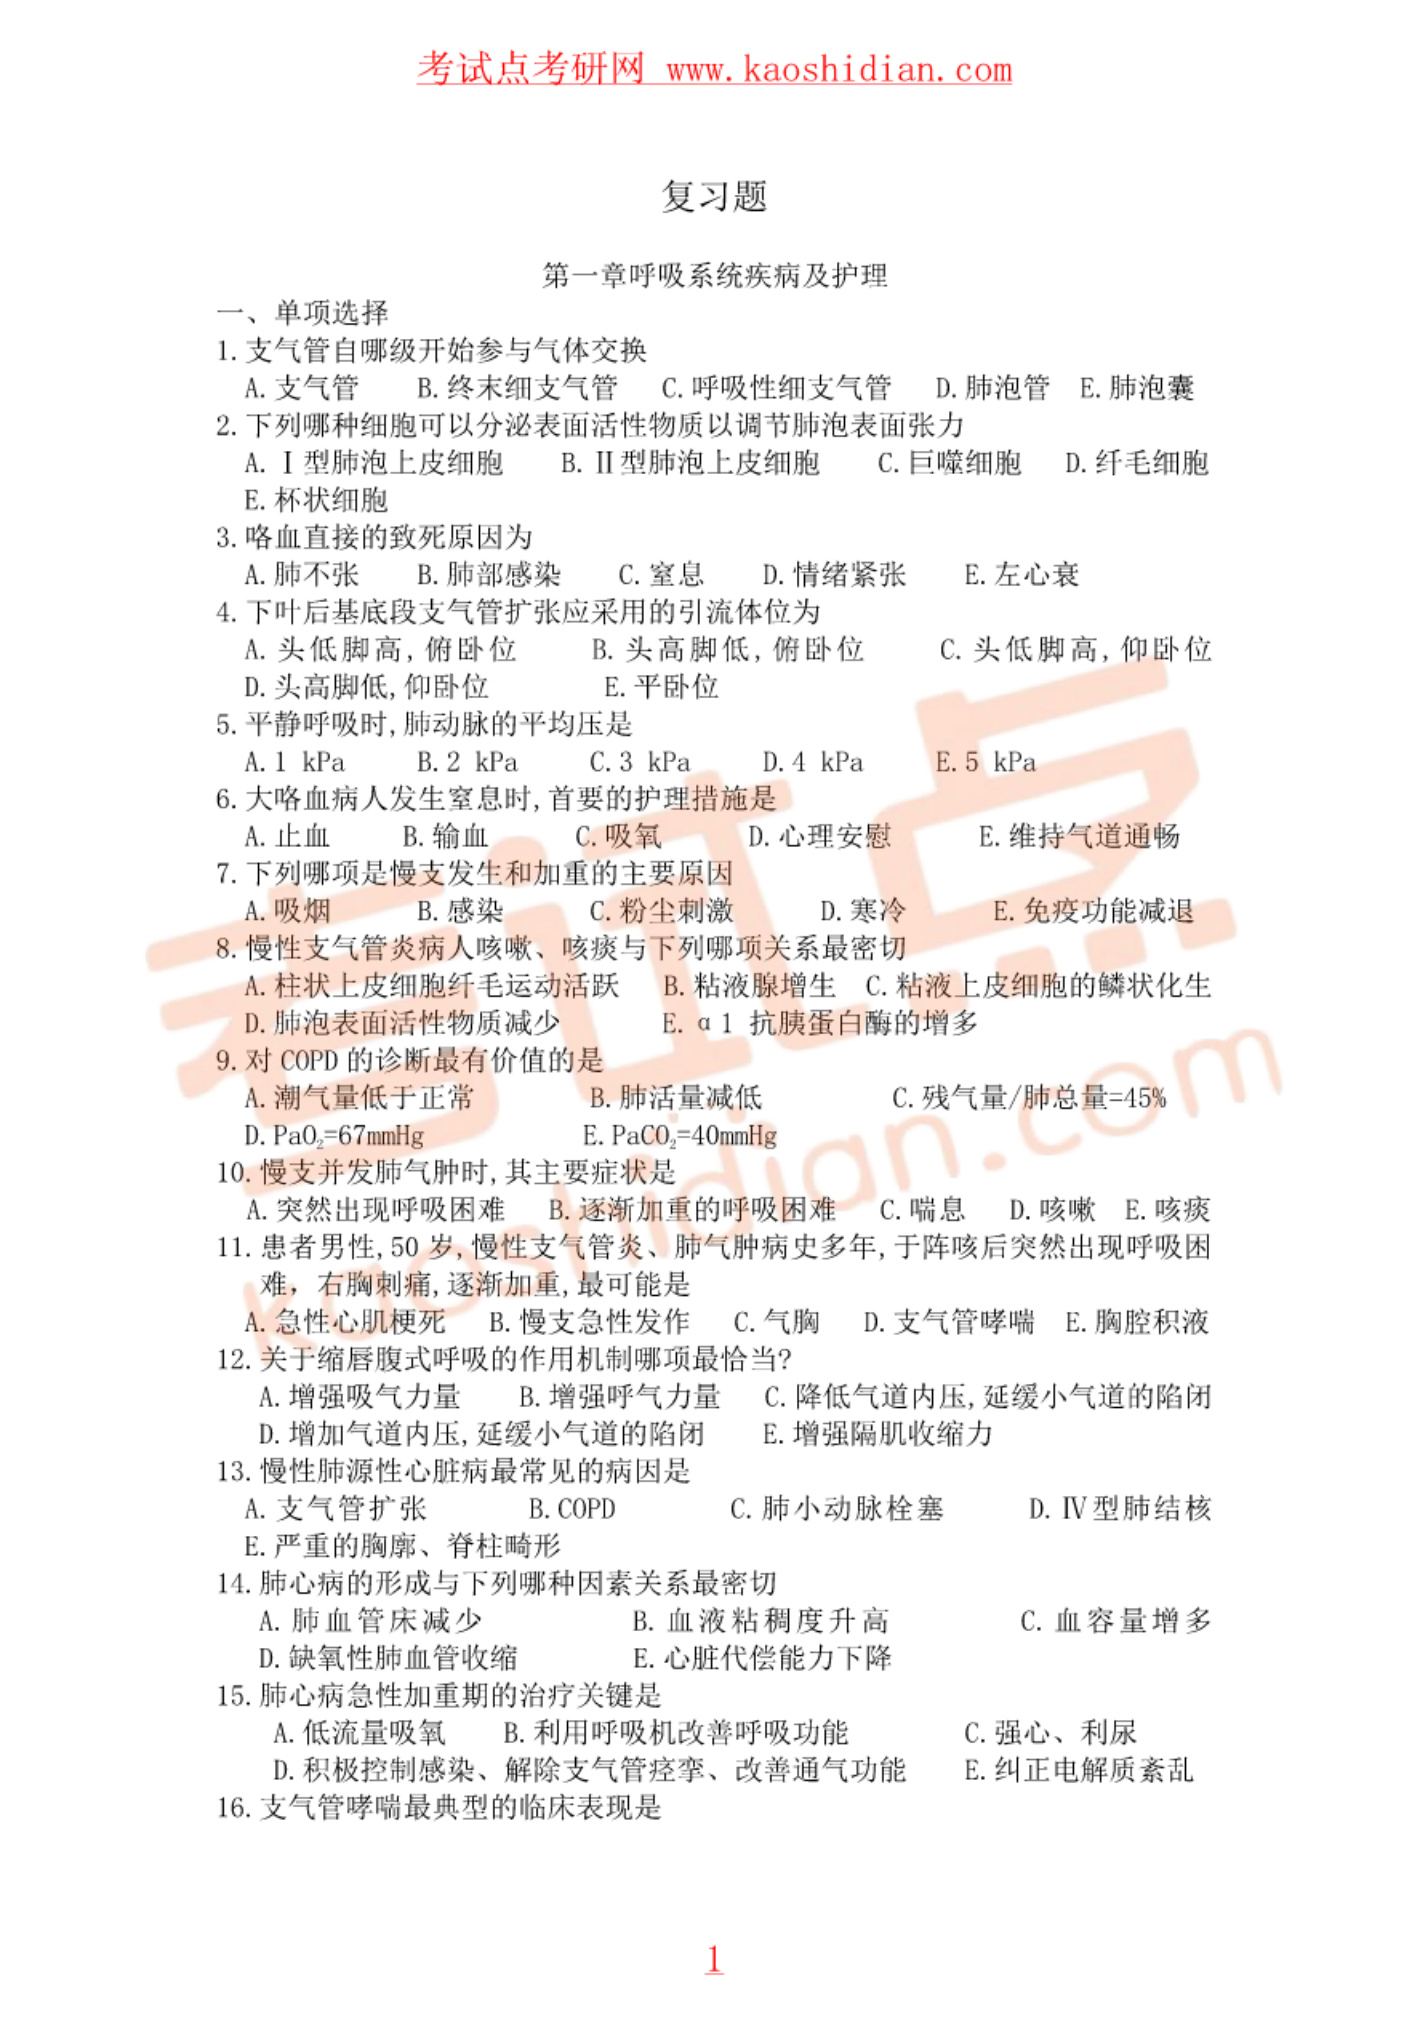 考试点考研网 www.kaoshidian.com
复习题
第一章呼吸系统疾病及护理
一、单项选择
1.支气管自哪级开始参与气体交换
A.支气管 B.终末细支气管 C.呼吸性细支气管 D.肺泡管 E.肺泡囊
2.下列哪种细胞可以分泌表面活性物质以调节肺泡表面张力
A.Ⅰ型肺泡上皮细胞 B.Ⅱ型肺泡上皮细胞 C.巨噬细胞 D.纤毛细胞
E.杯状细胞
3.咯血直接的致死原因为
A.肺不张 B.肺部感染 C.窒息 D.情绪紧张 E.左心衰
4.下叶后基底段支气管扩张应采用的引流体位为
A.头低脚高,俯卧位 B.头高脚低,俯卧位 C.头低脚高,仰卧位
D.头高脚低,仰卧位 E.平卧位
5.平静呼吸时,肺动脉的平均压是
A.1 kPa B.2 kPa C.3 kPa D.4 kPa E.5 kPa
6.大咯血病人发生窒息时,首要的护理措施是
A.止血 B.输血 C.吸氧 D.心理安慰 E.维持气道通畅
7.下列哪项是慢支发生和加重的主要原因
A.吸烟 B.感染 C.粉尘刺激 D.寒冷 E.免疫功能减退
8.慢性支气管炎病人咳嗽、咳痰与下列哪项关系最密切
A.柱状上皮细胞纤毛运动活跃 B.粘液腺增生 C.粘液上皮细胞的鳞状化生
D.肺泡表面活性物质减少 E.α1 抗胰蛋白酶的增多
9.对 COPD 的诊断最有价值的是
A.潮气量低于正常 B.肺活量减低 C.残气量/肺总量=45%
D.PaO₂=67mmHg E.PaCO₂=40mmHg
10.慢支并发肺气肿时,其主要症状是
A.突然出现呼吸困难 B.逐渐加重的呼吸困难 C.喘息 D.咳嗽 E.咳痰
11.患者男性,50 岁,慢性支气管炎、肺气肿病史多年,于阵咳后突然出现呼吸困
难，右胸刺痛,逐渐加重,最可能是
A.急性心肌梗死 B.慢支急性发作 C.气胸 D.支气管哮喘 E.胸腔积液
12.关于缩唇腹式呼吸的作用机制哪项最恰当?
A.增强吸气力量 B.增强呼气力量 C.降低气道内压,延缓小气道的陷闭
D.增加气道内压,延缓小气道的陷闭 E.增强隔肌收缩力
13.慢性肺源性心脏病最常见的病因是
A.支气管扩张 B.COPD C.肺小动脉栓塞 D.Ⅳ型肺结核
E.严重的胸廓、脊柱畸形
14.肺心病的形成与下列哪种因素关系最密切
A.肺血管床减少 B.血液粘稠度升高 C.血容量增多
D.缺氧性肺血管收缩 E.心脏代偿能力下降
15.肺心病急性加重期的治疗关键是
A.低流量吸氧 B.利用呼吸机改善呼吸功能 C.强心、利尿
D.积极控制感染、解除支气管痉挛、改善通气功能 E.纠正电解质紊乱
16.支气管哮喘最典型的临床表现是
1
考试点
kaoshidian.com